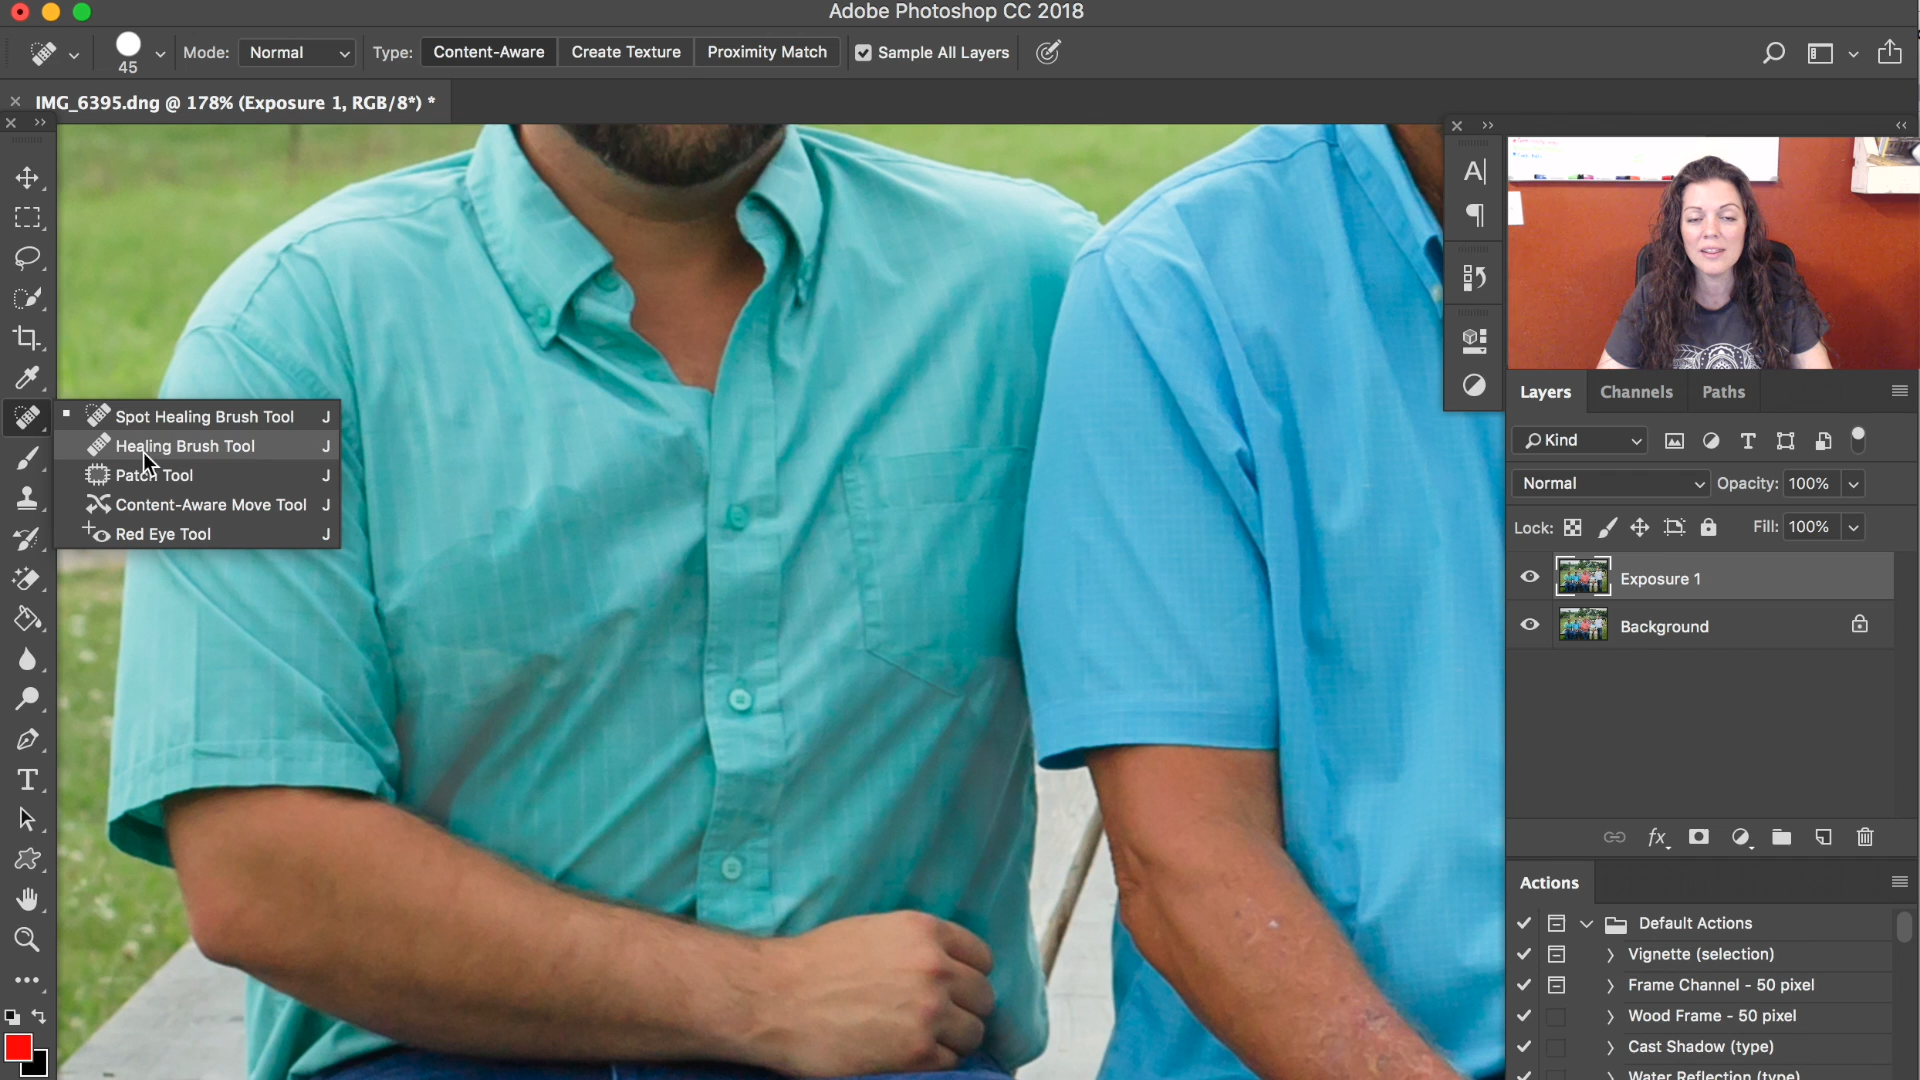 Adobe Photoshop CC 2018
45
Mode: Normal Type: Content-Aware Create Texture Proximity Match Sample All Layers
IMG_6395.dng @ 178% (Exposure 1, RGB/8*) *
Spot Healing Brush Tool J
Healing Brush Tool J
Patch Tool J
Content-Aware Move Tool J
Red Eye Tool J
Layers Channels Paths
Kind
Normal Opacity: 100%
Lock: Fill: 100%
Exposure 1
Background
fx
Actions
Default Actions
Vignette (selection)
Frame Channel - 50 pixel
Wood Frame - 50 pixel
Cast Shadow (type)
Water Reflection (type)